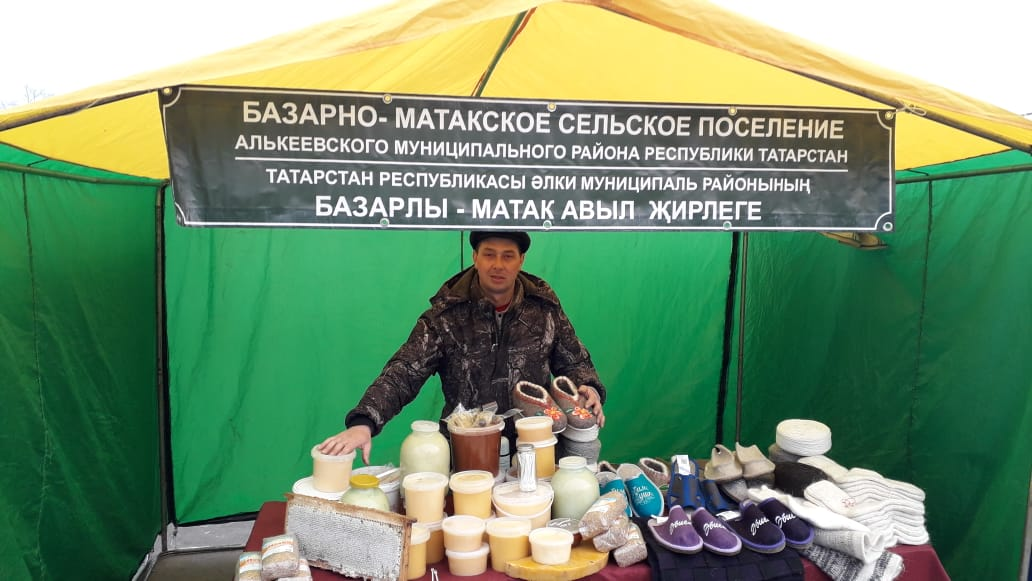 БАЗАРНО- МАТАКСКОЕ СЕЛЬСКОЕ ПОСЕЛЕНИЕ
АЛЬКЕЕВСКОГО МУНИЦИПАЛЬНОГО РАЙОНА РЕСПУБЛИКИ ТАТАРСТАН
ТАТАРСТАН РЕСПУБЛИКАСЫ ӘЛКИ МУНИЦИПАЛЬ РАЙОНЫНЫҢ
БАЗАРЛЫ - МАТАК АВЫЛ ҖИРЛЕГЕ